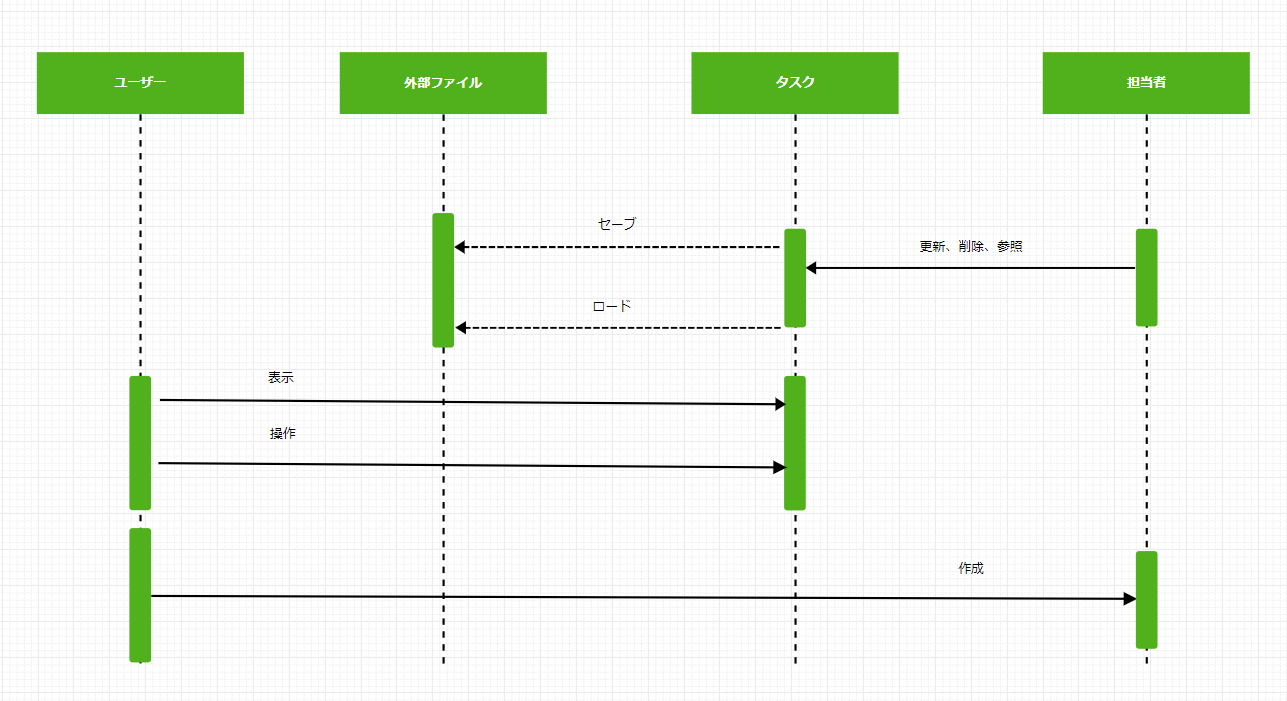 ユーザー
外部ファイル
タスク
担当者
セーブ
更新、削除、参照
ロード
表示
操作
作成